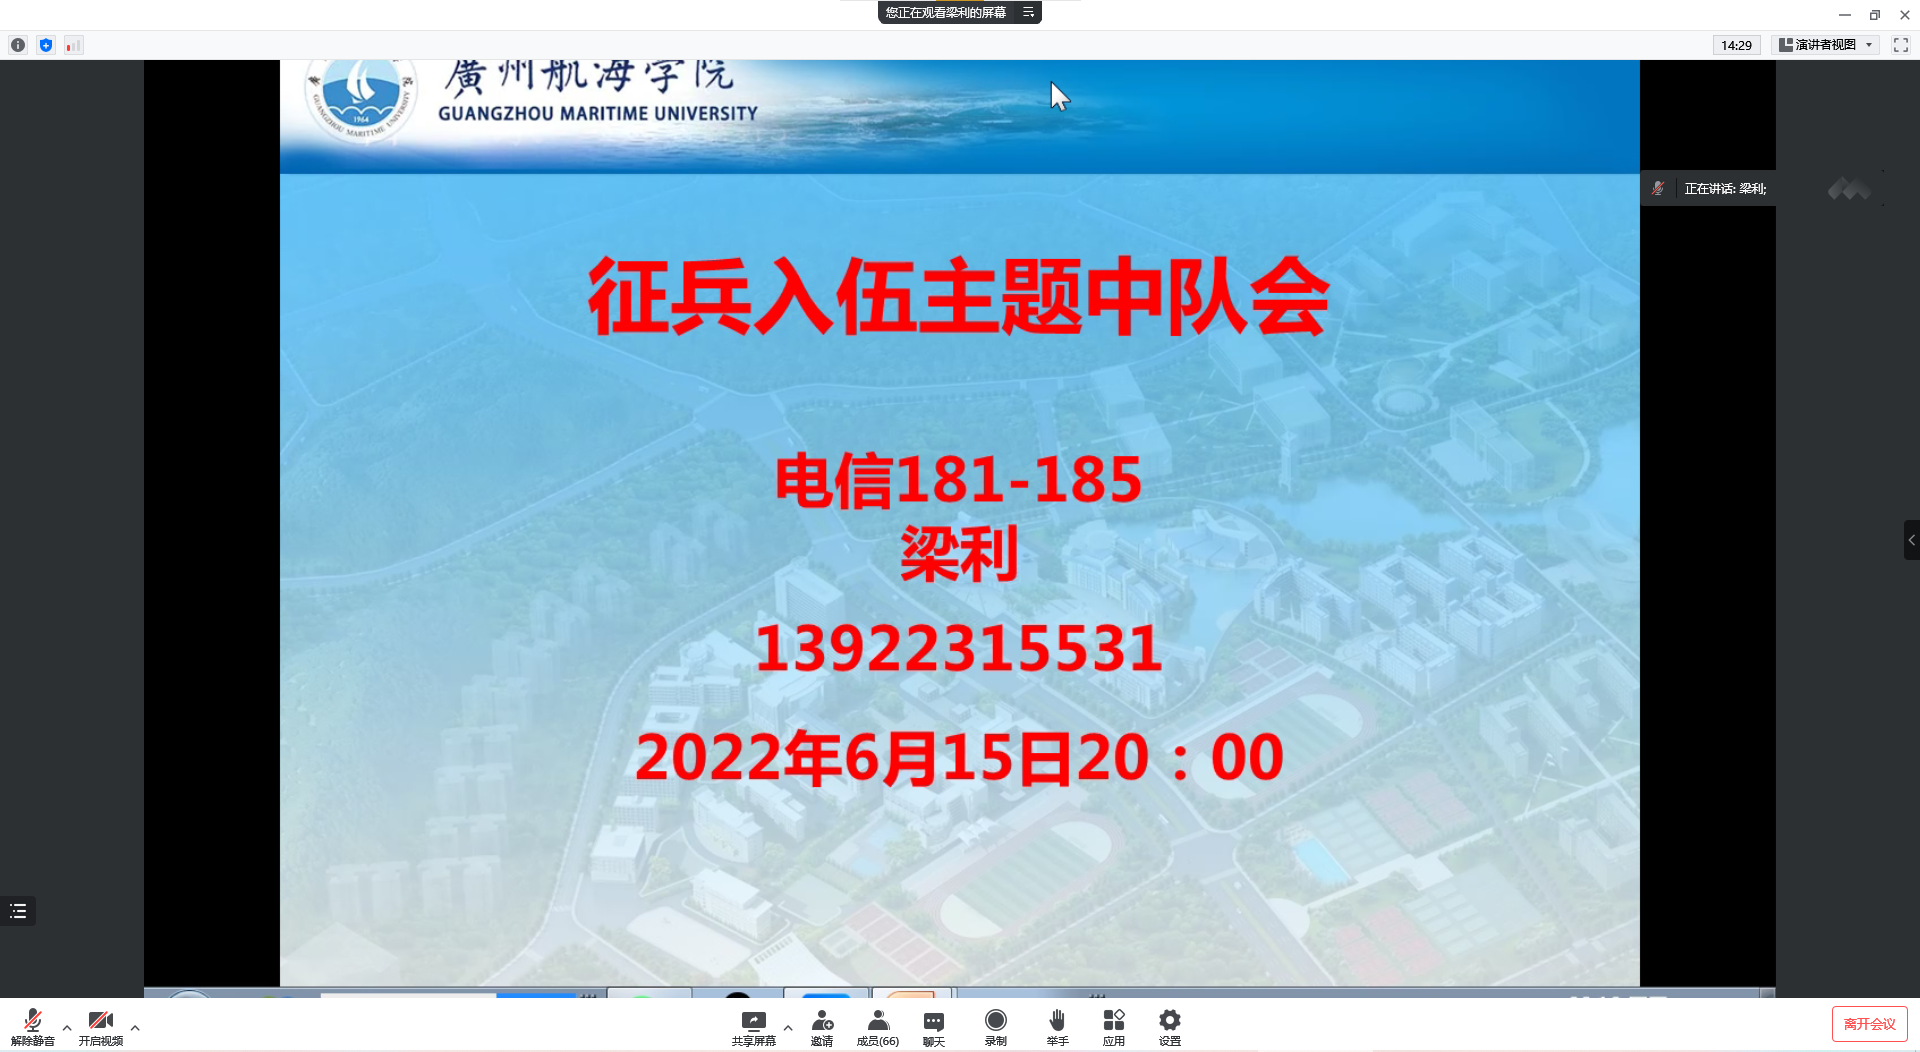 您正在观看梁利的屏幕
14:29
演讲者视图
廣州航海学院
GUANGZHOU MARITIME UNIVERSITY
1964
GUANGZHOU MARITIME UNIVERSITY
正在讲话: 梁利;
征兵入伍主题中队会
电信181-185
梁利
13922315531
2022年6月15日20：00
解除静音
开启视频
共享屏幕
邀请
成员(66)
聊天
录制
举手
应用
设置
离开会议